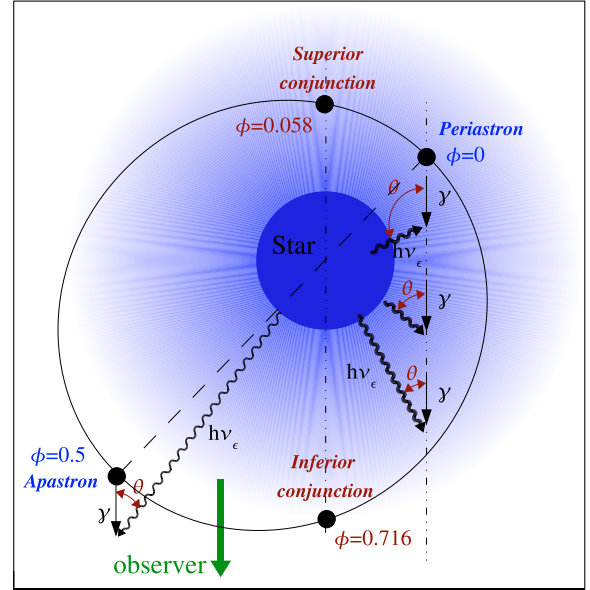 Superior
conjunction
ϕ=0.058
Periastron
ϕ=0
θ
γ
Star
hν_ϵ
θ
γ
hν_ϵ
θ
γ
hν_ϵ
ϕ=0.5
Apastron
θ
γ
Inferior
conjunction
ϕ=0.716
observer